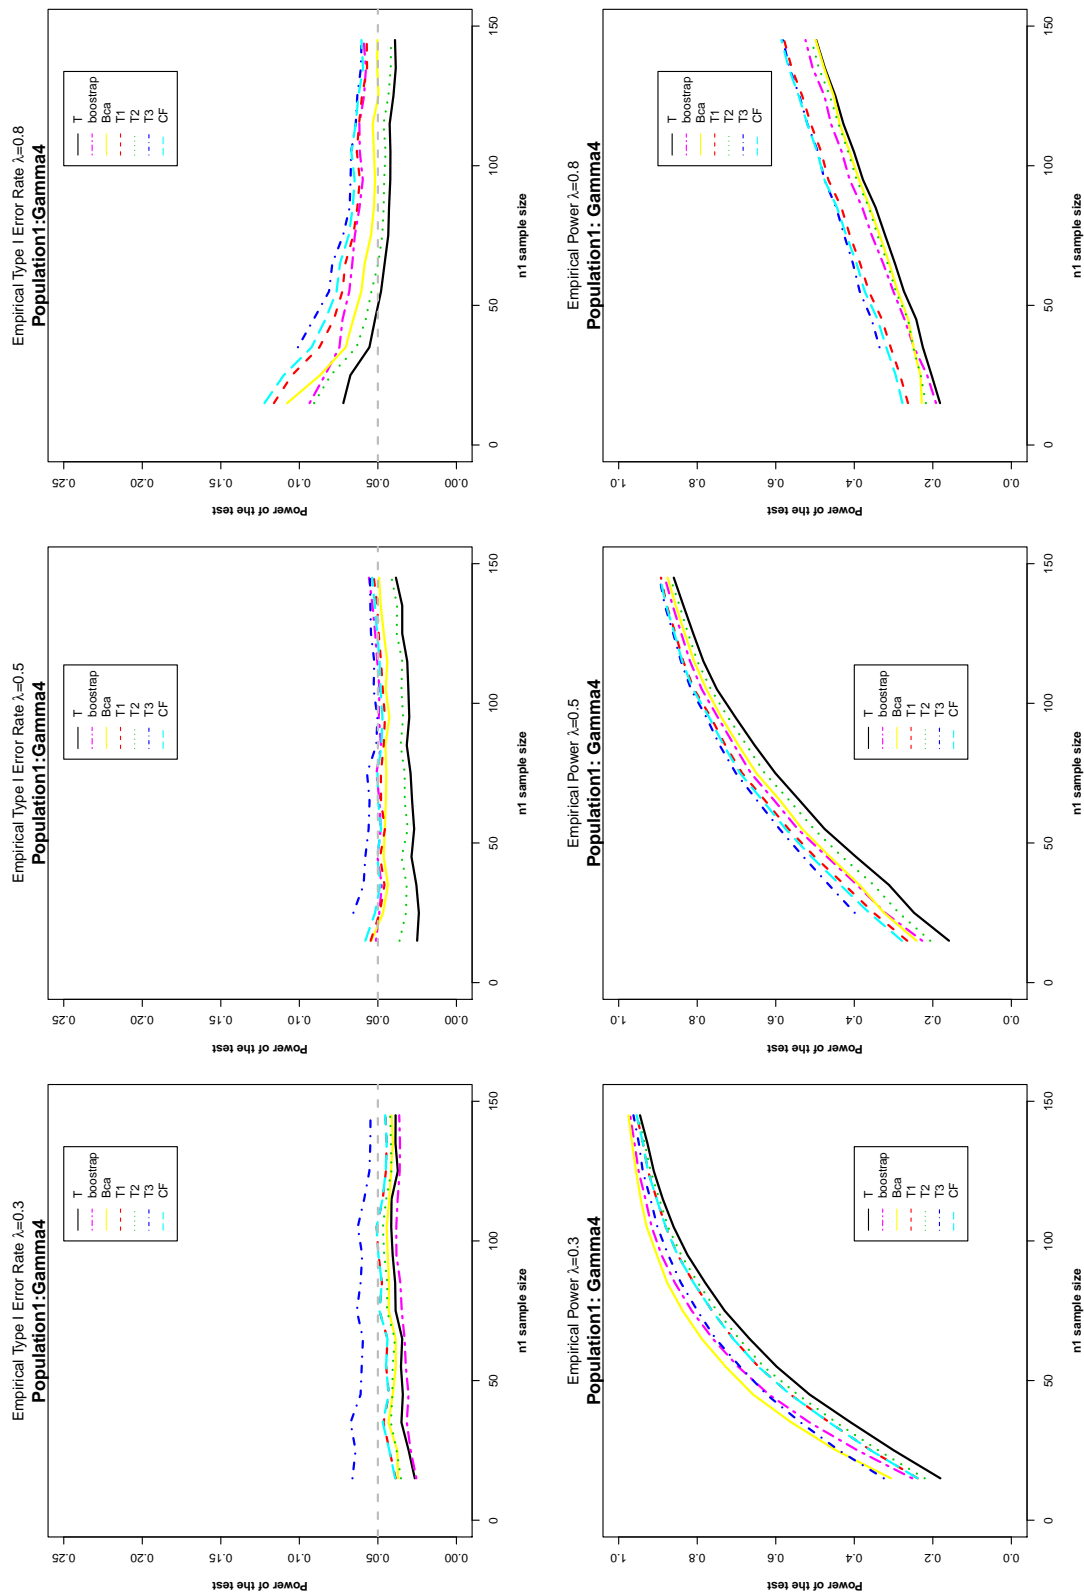 Empirical Type I Error Rate λ=0.3
Population1:Gamma4
T
boostrap
Bca
T1
T2
T3
CF
Power of the test
0.00
0.05
0.10
0.15
0.20
0.25
0
50
100
150
n1 sample size
Empirical Type I Error Rate λ=0.5
Population1:Gamma4
T
boostrap
Bca
T1
T2
T3
CF
Power of the test
0.00
0.05
0.10
0.15
0.20
0.25
0
50
100
150
n1 sample size
Empirical Type I Error Rate λ=0.8
Population1:Gamma4
T
boostrap
Bca
T1
T2
T3
CF
Power of the test
0.00
0.05
0.10
0.15
0.20
0.25
0
50
100
150
n1 sample size
Empirical Power λ=0.3
Population1: Gamma4
T
boostrap
Bca
T1
T2
T3
CF
Power of the test
0.0
0.2
0.4
0.6
0.8
1.0
0
50
100
150
n1 sample size
Empirical Power λ=0.5
Population1: Gamma4
T
boostrap
Bca
T1
T2
T3
CF
Power of the test
0.0
0.2
0.4
0.6
0.8
1.0
0
50
100
150
n1 sample size
Empirical Power λ=0.8
Population1: Gamma4
T
boostrap
Bca
T1
T2
T3
CF
Power of the test
0.0
0.2
0.4
0.6
0.8
1.0
0
50
100
150
n1 sample size